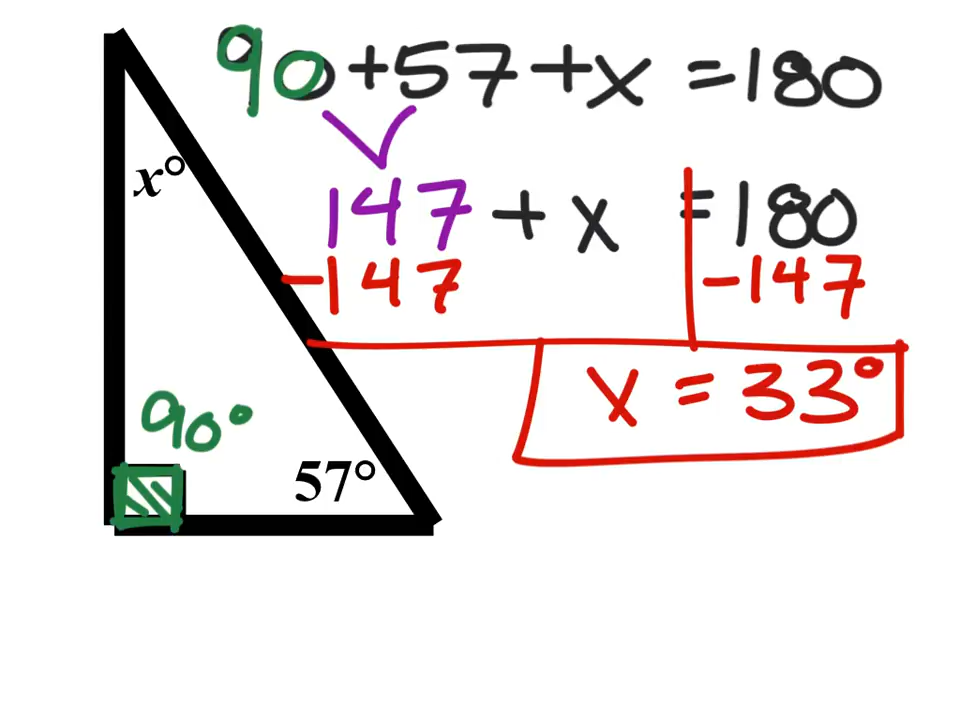 90+57+x =180
x°
147 + x =180
-147 -147
x = 33°
90°
57°